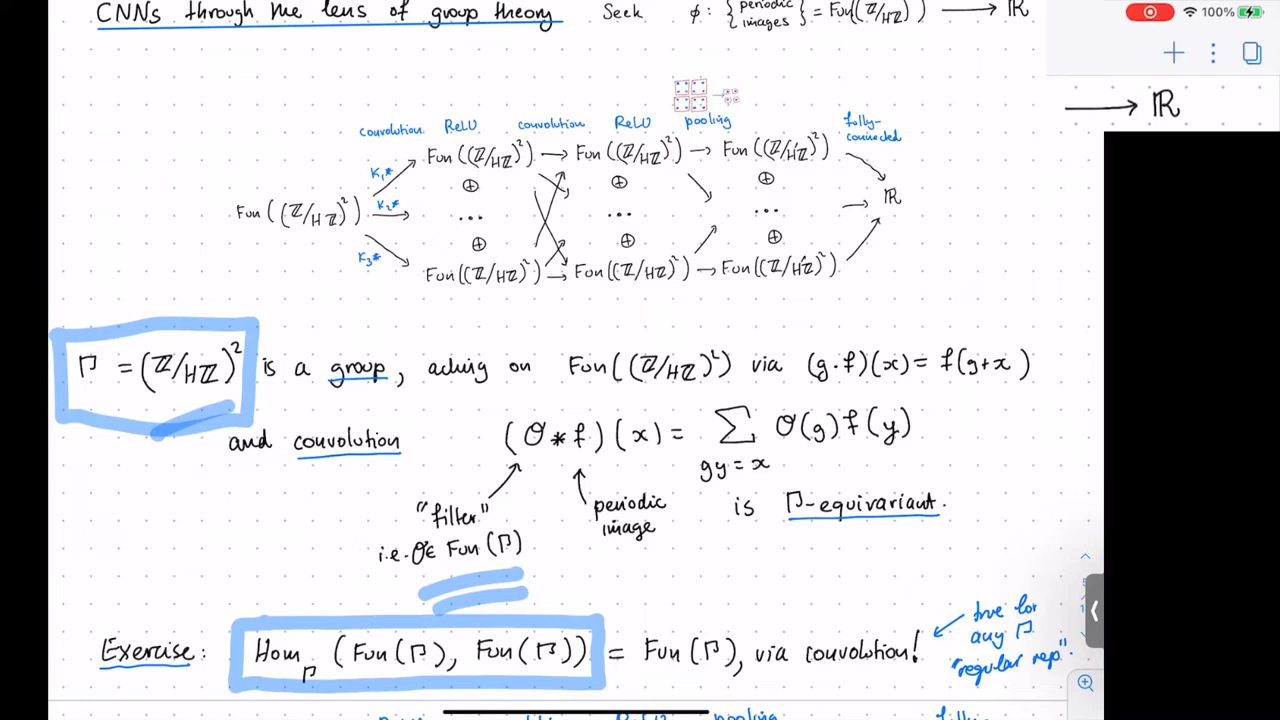 CNNs through the lens of group theory Seek φ: { periodic images } = Fun((ℤ/Hℤ)²) → ℝ
100%
→ ℝ
convolution ReLU convolution ReLU pooling fully-connected
Fun((ℤ/Hℤ)²) → Fun((ℤ/Hℤ)²) → Fun((ℤ/H'ℤ)²)
K₁*
⊕ ⊕ ⊕
Fun((ℤ/Hℤ)²) K₂* ... ... ... → ℝ
⊕ ⊕ ⊕
K₃*
Fun((ℤ/Hℤ)²) → Fun((ℤ/Hℤ)²) → Fun((ℤ/H'ℤ)²)
Γ = (ℤ/Hℤ)² is a group, acting on Fun((ℤ/Hℤ)²) via (g·f)(x) = f(g+x)
and convolution (σ * f)(x) = Σ σ(g) f(y)
gy = x
"filter"
i.e. σ ∈ Fun(Γ)
periodic
image
is Γ-equivariant.
Exercise: Hom_Γ (Fun(Γ), Fun(Γ)) = Fun(Γ), via convolution!
← true for
any Γ
"regular rep".
ReLU pooling